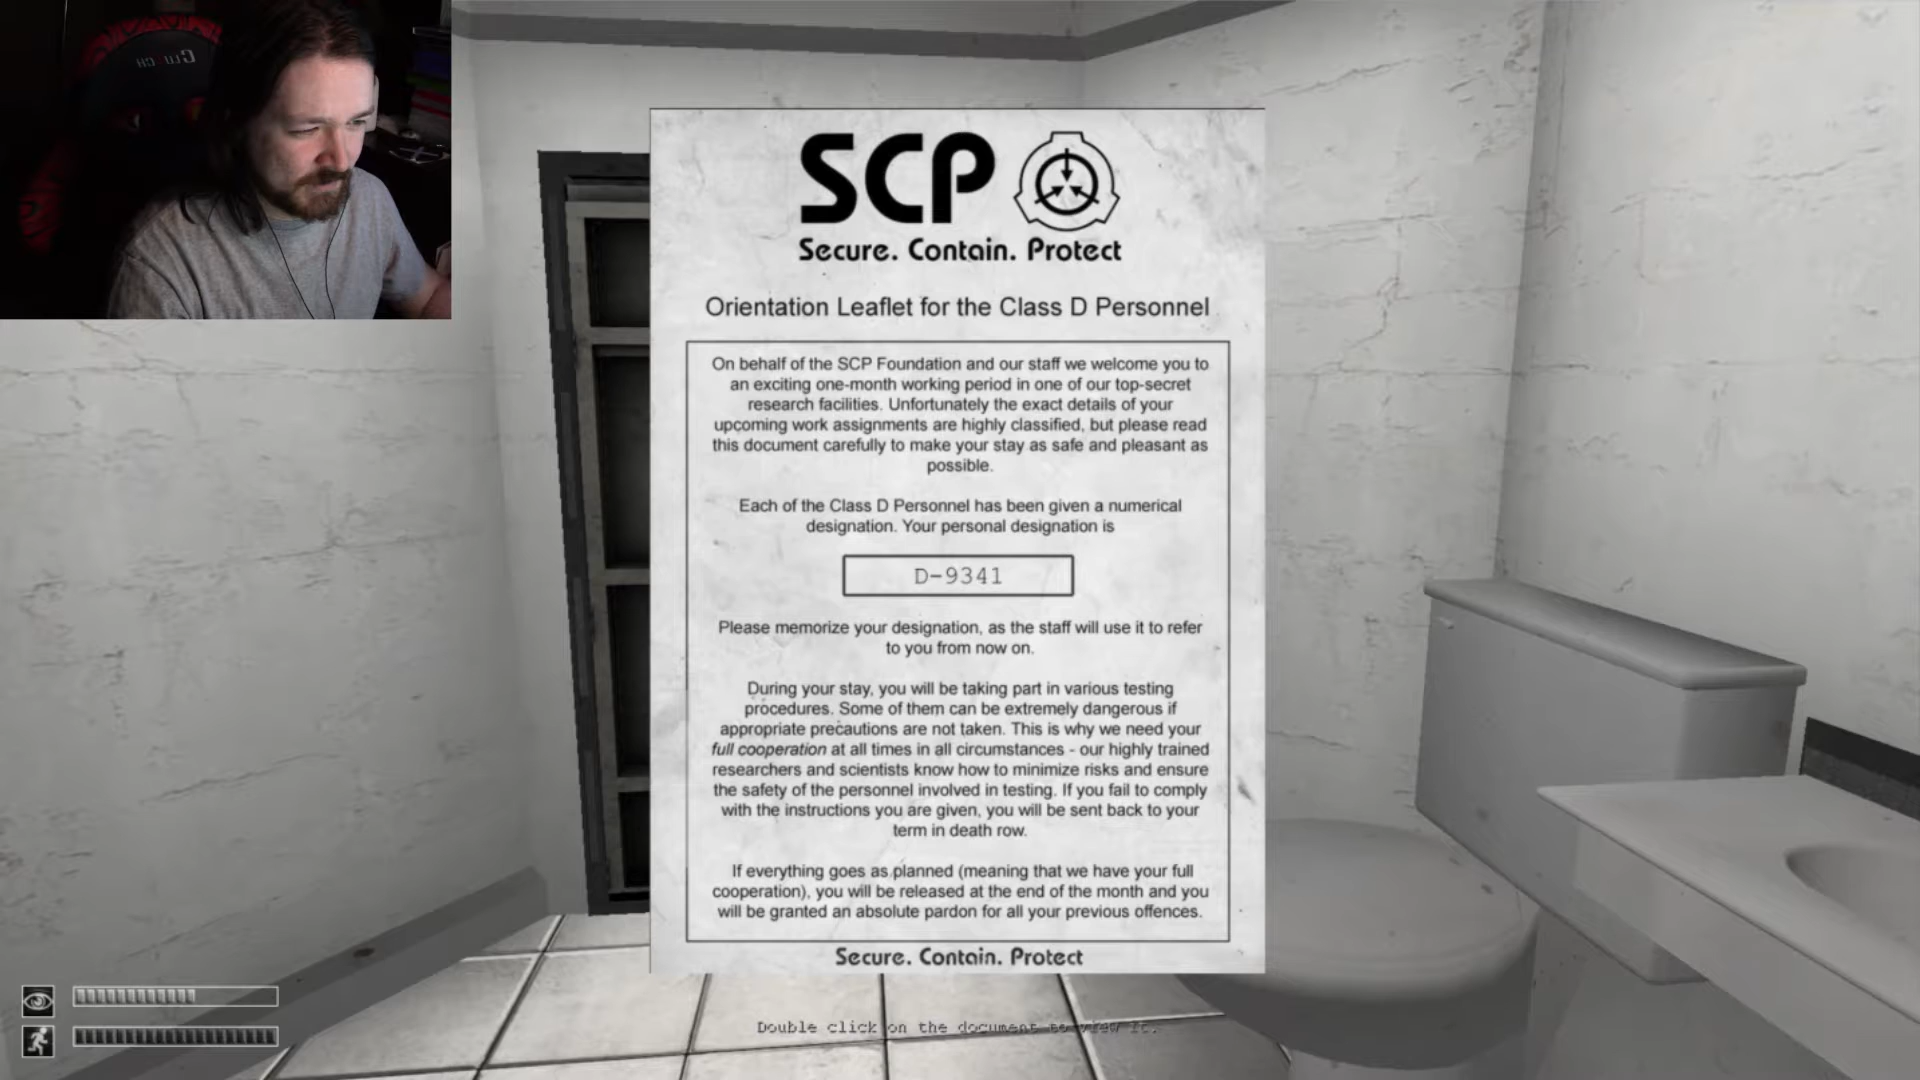 CLUTCH
SCP
Secure. Contain. Protect
Orientation Leaflet for the Class D Personnel
On behalf of the SCP Foundation and our staff we welcome you to
an exciting one-month working period in one of our top-secret
research facilities. Unfortunately the exact details of your
upcoming work assignments are highly classified, but please read
this document carefully to make your stay as safe and pleasant as
possible.
Each of the Class D Personnel has been given a numerical
designation. Your personal designation is
D-9341
Please memorize your designation, as the staff will use it to refer
to you from now on.
During your stay, you will be taking part in various testing
procedures. Some of them can be extremely dangerous if
appropriate precautions are not taken. This is why we need your
full cooperation at all times in all circumstances - our highly trained
researchers and scientists know how to minimize risks and ensure
the safety of the personnel involved in testing. If you fail to comply
with the instructions you are given, you will be sent back to your
term in death row.
If everything goes as planned (meaning that we have your full
cooperation), you will be released at the end of the month and you
will be granted an absolute pardon for all your previous offences.
Secure. Contain. Protect
Double click on the document to view it.